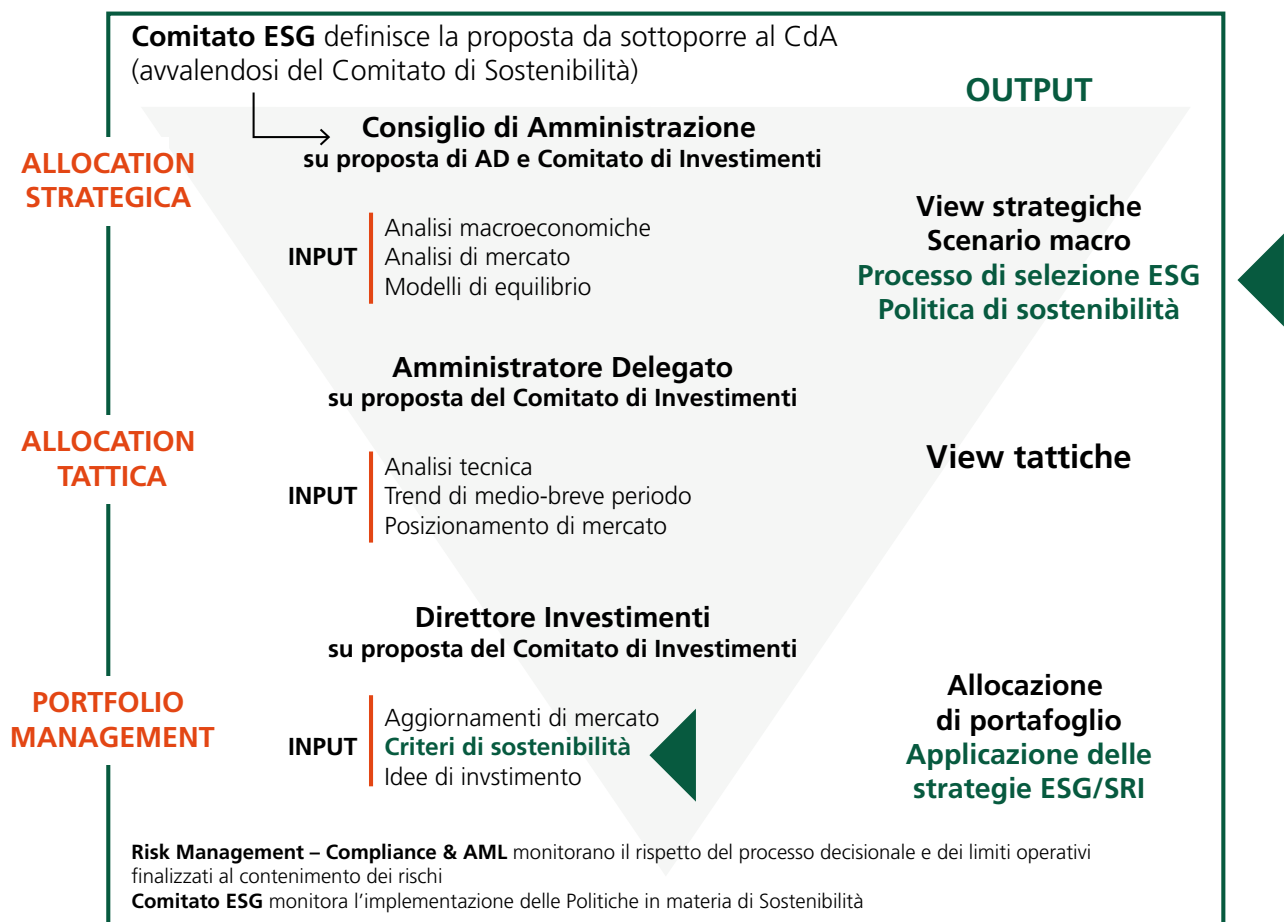 Comitato ESG definisce la proposta da sottoporre al CdA
(avvalendosi del Comitato di Sostenibilità)
OUTPUT
ALLOCATION
STRATEGICA
Consiglio di Amministrazione
su proposta di AD e Comitato di Investimenti
INPUT
Analisi macroeconomiche
Analisi di mercato
Modelli di equilibrio
View strategiche
Scenario macro
Processo di selezione ESG
Politica di sostenibilità
ALLOCATION
TATTICA
Amministratore Delegato
su proposta del Comitato di Investimenti
INPUT
Analisi tecnica
Trend di medio-breve periodo
Posizionamento di mercato
View tattiche
PORTFOLIO
MANAGEMENT
Direttore Investimenti
su proposta del Comitato di Investimenti
INPUT
Aggiornamenti di mercato
Criteri di sostenibilità
Idee di invstimento
Allocazione
di portafoglio
Applicazione delle
strategie ESG/SRI
Risk Management – Compliance & AML monitorano il rispetto del processo decisionale e dei limiti operativi
finalizzati al contenimento dei rischi
Comitato ESG monitora l’implementazione delle Politiche in materia di Sostenibilità